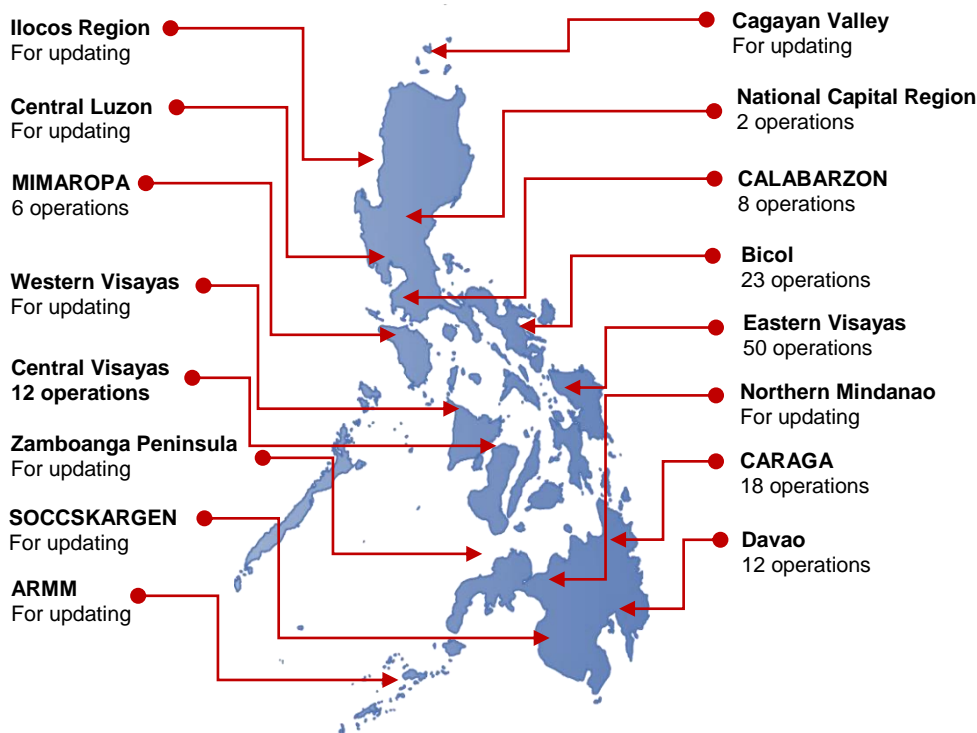 Ilocos Region
For updating
Central Luzon
For updating
MIMAROPA
6 operations
Western Visayas
For updating
Central Visayas
12 operations
Zamboanga Peninsula
For updating
SOCCSKARGEN
For updating
ARMM
For updating
Cagayan Valley
For updating
National Capital Region
2 operations
CALABARZON
8 operations
Bicol
23 operations
Eastern Visayas
50 operations
Northern Mindanao
For updating
CARAGA
18 operations
Davao
12 operations